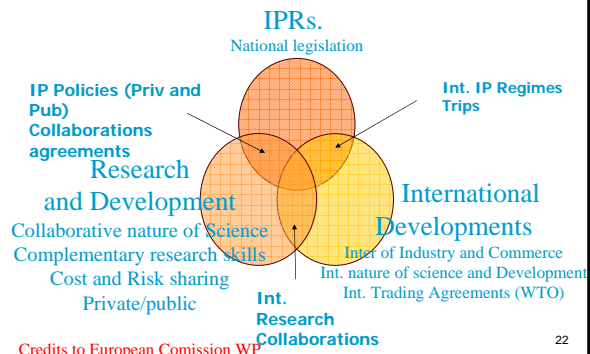 IPRs.
National legislation
IP Policies (Priv and
Pub)
Collaborations
agreements
Int. IP Regimes
Trips
Research
and Development
Collaborative nature of Science
Complementary research skills
Cost and Risk sharing
Private/public
International
Developments
Inter of Industry and Commerce
Int. nature of science and Development
Int. Trading Agreements (WTO)
Int.
Research
Collaborations
Credits to European Comission WP
22